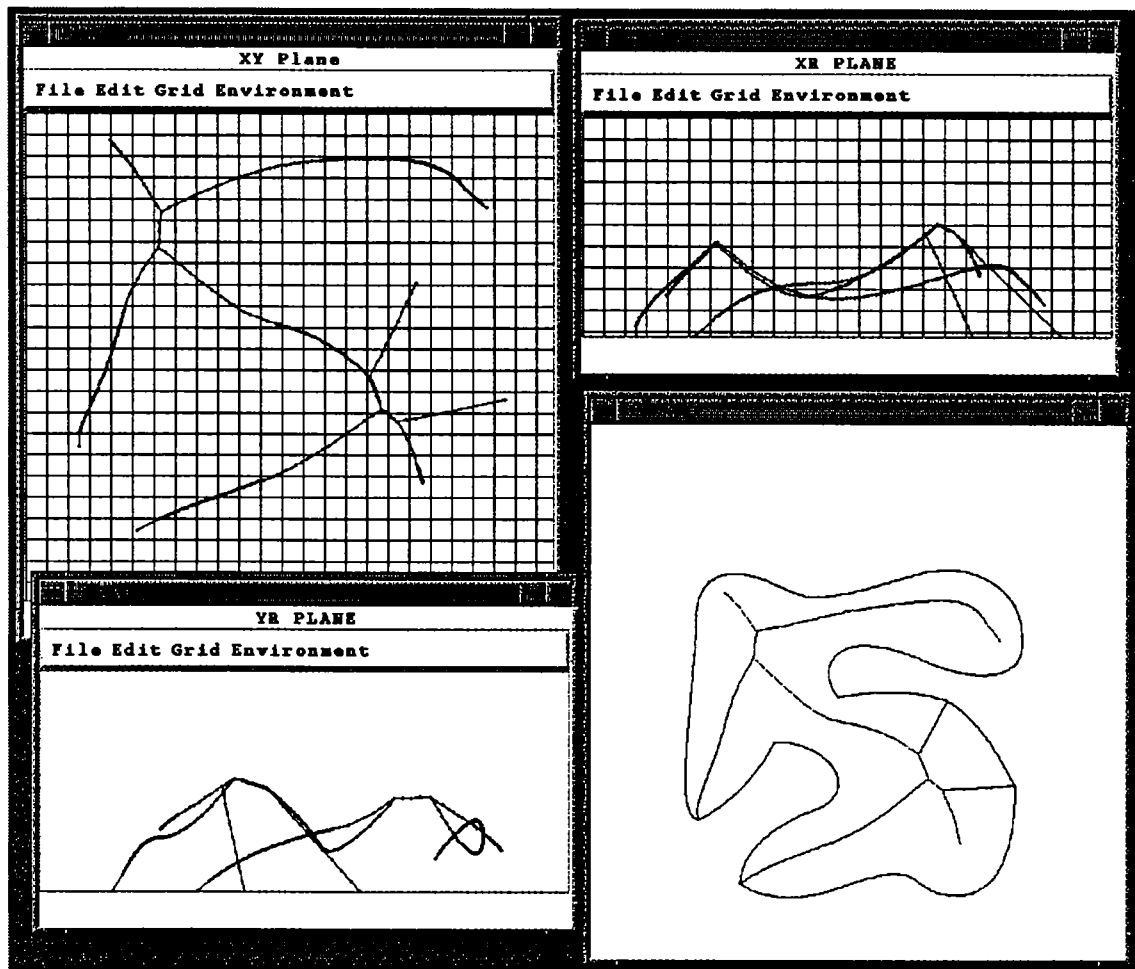 XY Plane
File Edit Grid Environment
XR PLANE
File Edit Grid Environment
YR PLANE
File Edit Grid Environment